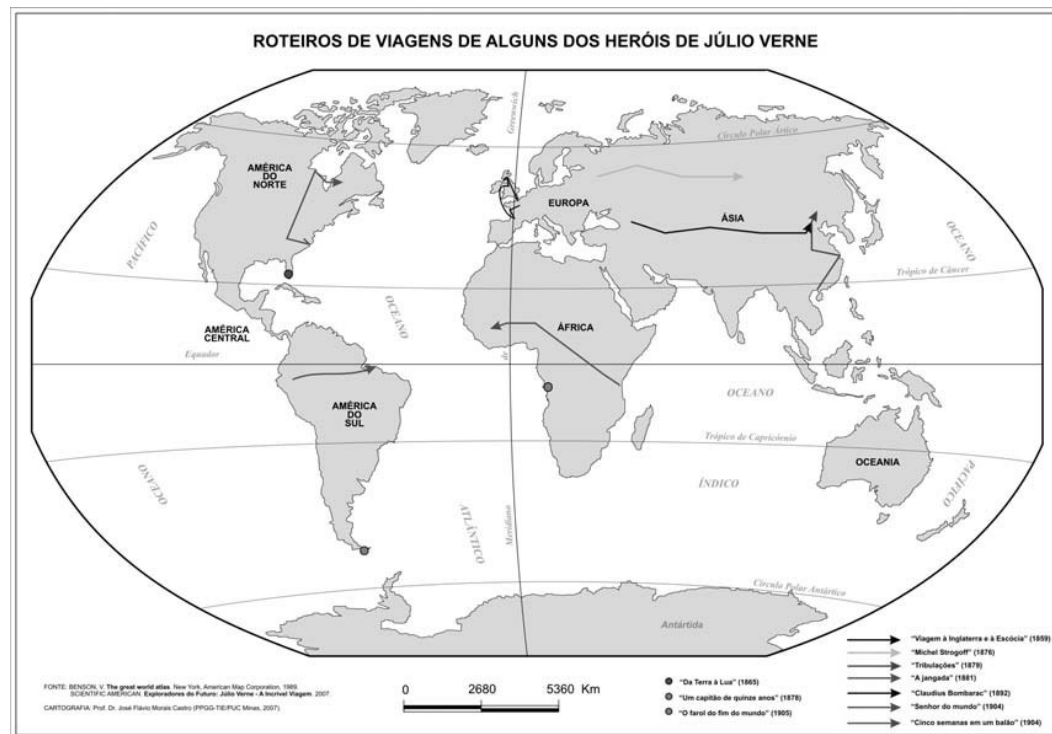 ROTEIROS DE VIAGENS DE ALGUNS DOS HERÓIS DE JÚLIO VERNE
Greenwich
Círculo Polar Ártico
AMÉRICA
DO
NORTE
EUROPA
ÁSIA
PACÍFICO
OCEANO
Trópico de Câncer
OCEANO
AMÉRICA
CENTRAL
ÁFRICA
Equador
de
OCEANO
AMÉRICA
DO
SUL
Trópico de Capricórnio
OCEANIA
OCEANO
ÍNDICO
PACÍFICO
ATLÂNTICO
Meridiano
Círculo Polar Antártico
Antártida
"Viagem à Inglaterra e à Escócia" (1859)
"Michel Strogoff" (1876)
"Tribulações" (1879)
"A jangada" (1881)
"Claudius Bombarac" (1892)
"Senhor do mundo" (1904)
"Cinco semanas em um balão" (1904)
"Da Terra à Lua" (1865)
"Um capitão de quinze anos" (1878)
"O farol do fim do mundo" (1905)
0 2680 5360 Km
FONTE: BENSON, V. The great world atlas. New York, American Map Corporation, 1989.
SCIENTIFIC AMERICAN. Exploradores do Futuro: Júlio Verne - A Incrível Viagem. 2007.
CARTOGRAFIA: Prof. Dr. José Flávio Morais Castro (PPGG-TIE/PUC Minas, 2007).